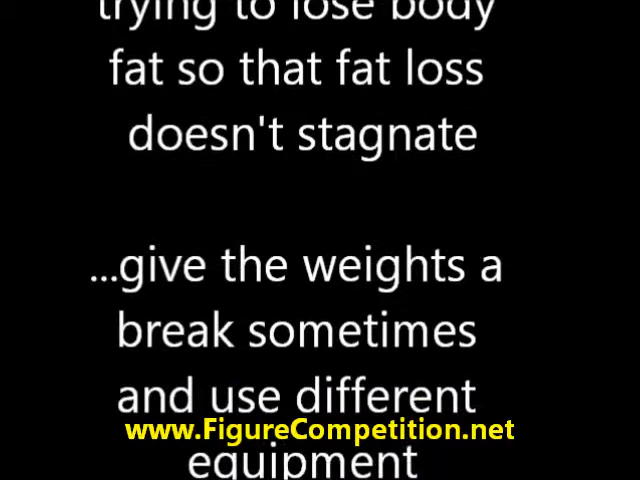 trying to lose body
fat so that fat loss
doesn't stagnate
...give the weights a
break sometimes
and use different
www.FigureCompetition.net
equipment